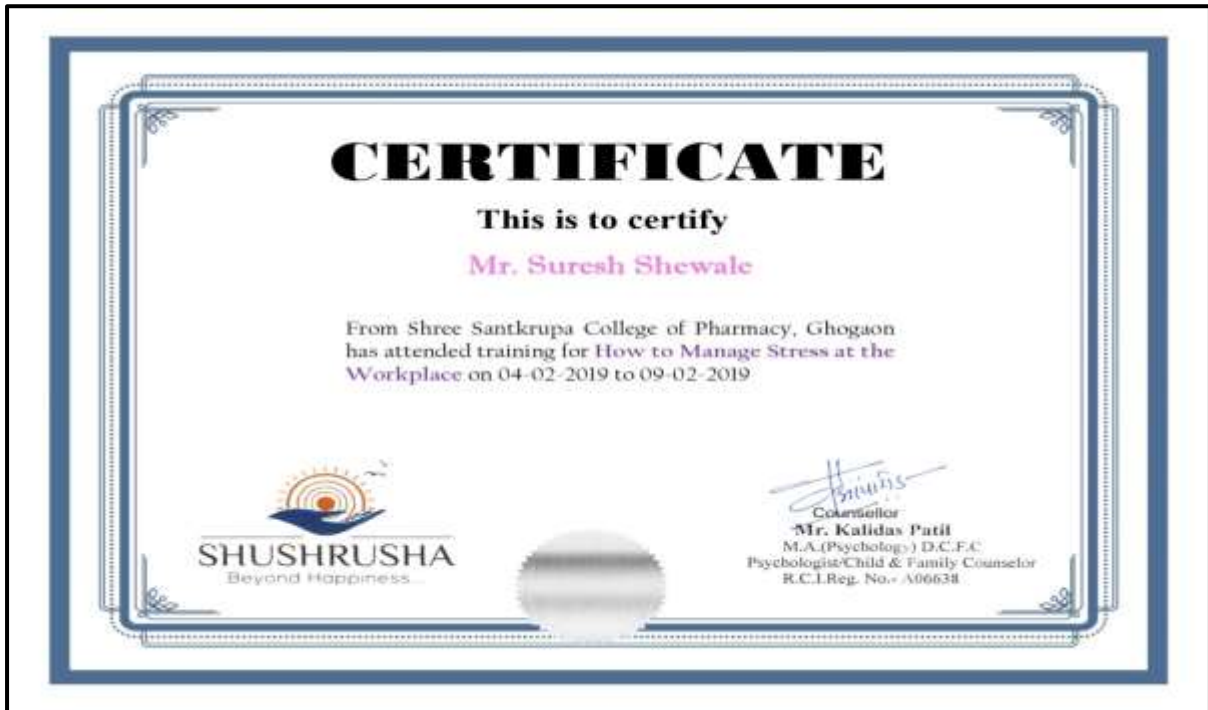 CERTIFICATE
This is to certify
Mr. Suresh Shewale
From Shree Santkrupa College of Pharmacy, Ghogaon
has attended training for How to Manage Stress at the
Workplace on 04-02-2019 to 09-02-2019
SHUSHRUSHA
Beyond Happiness...
Counsellor
Mr. Kalidas Patil
M.A.(Psychology) D.C.F.C
Psychologist/Child & Family Counselor
R.C.I.Reg. No.- A06638